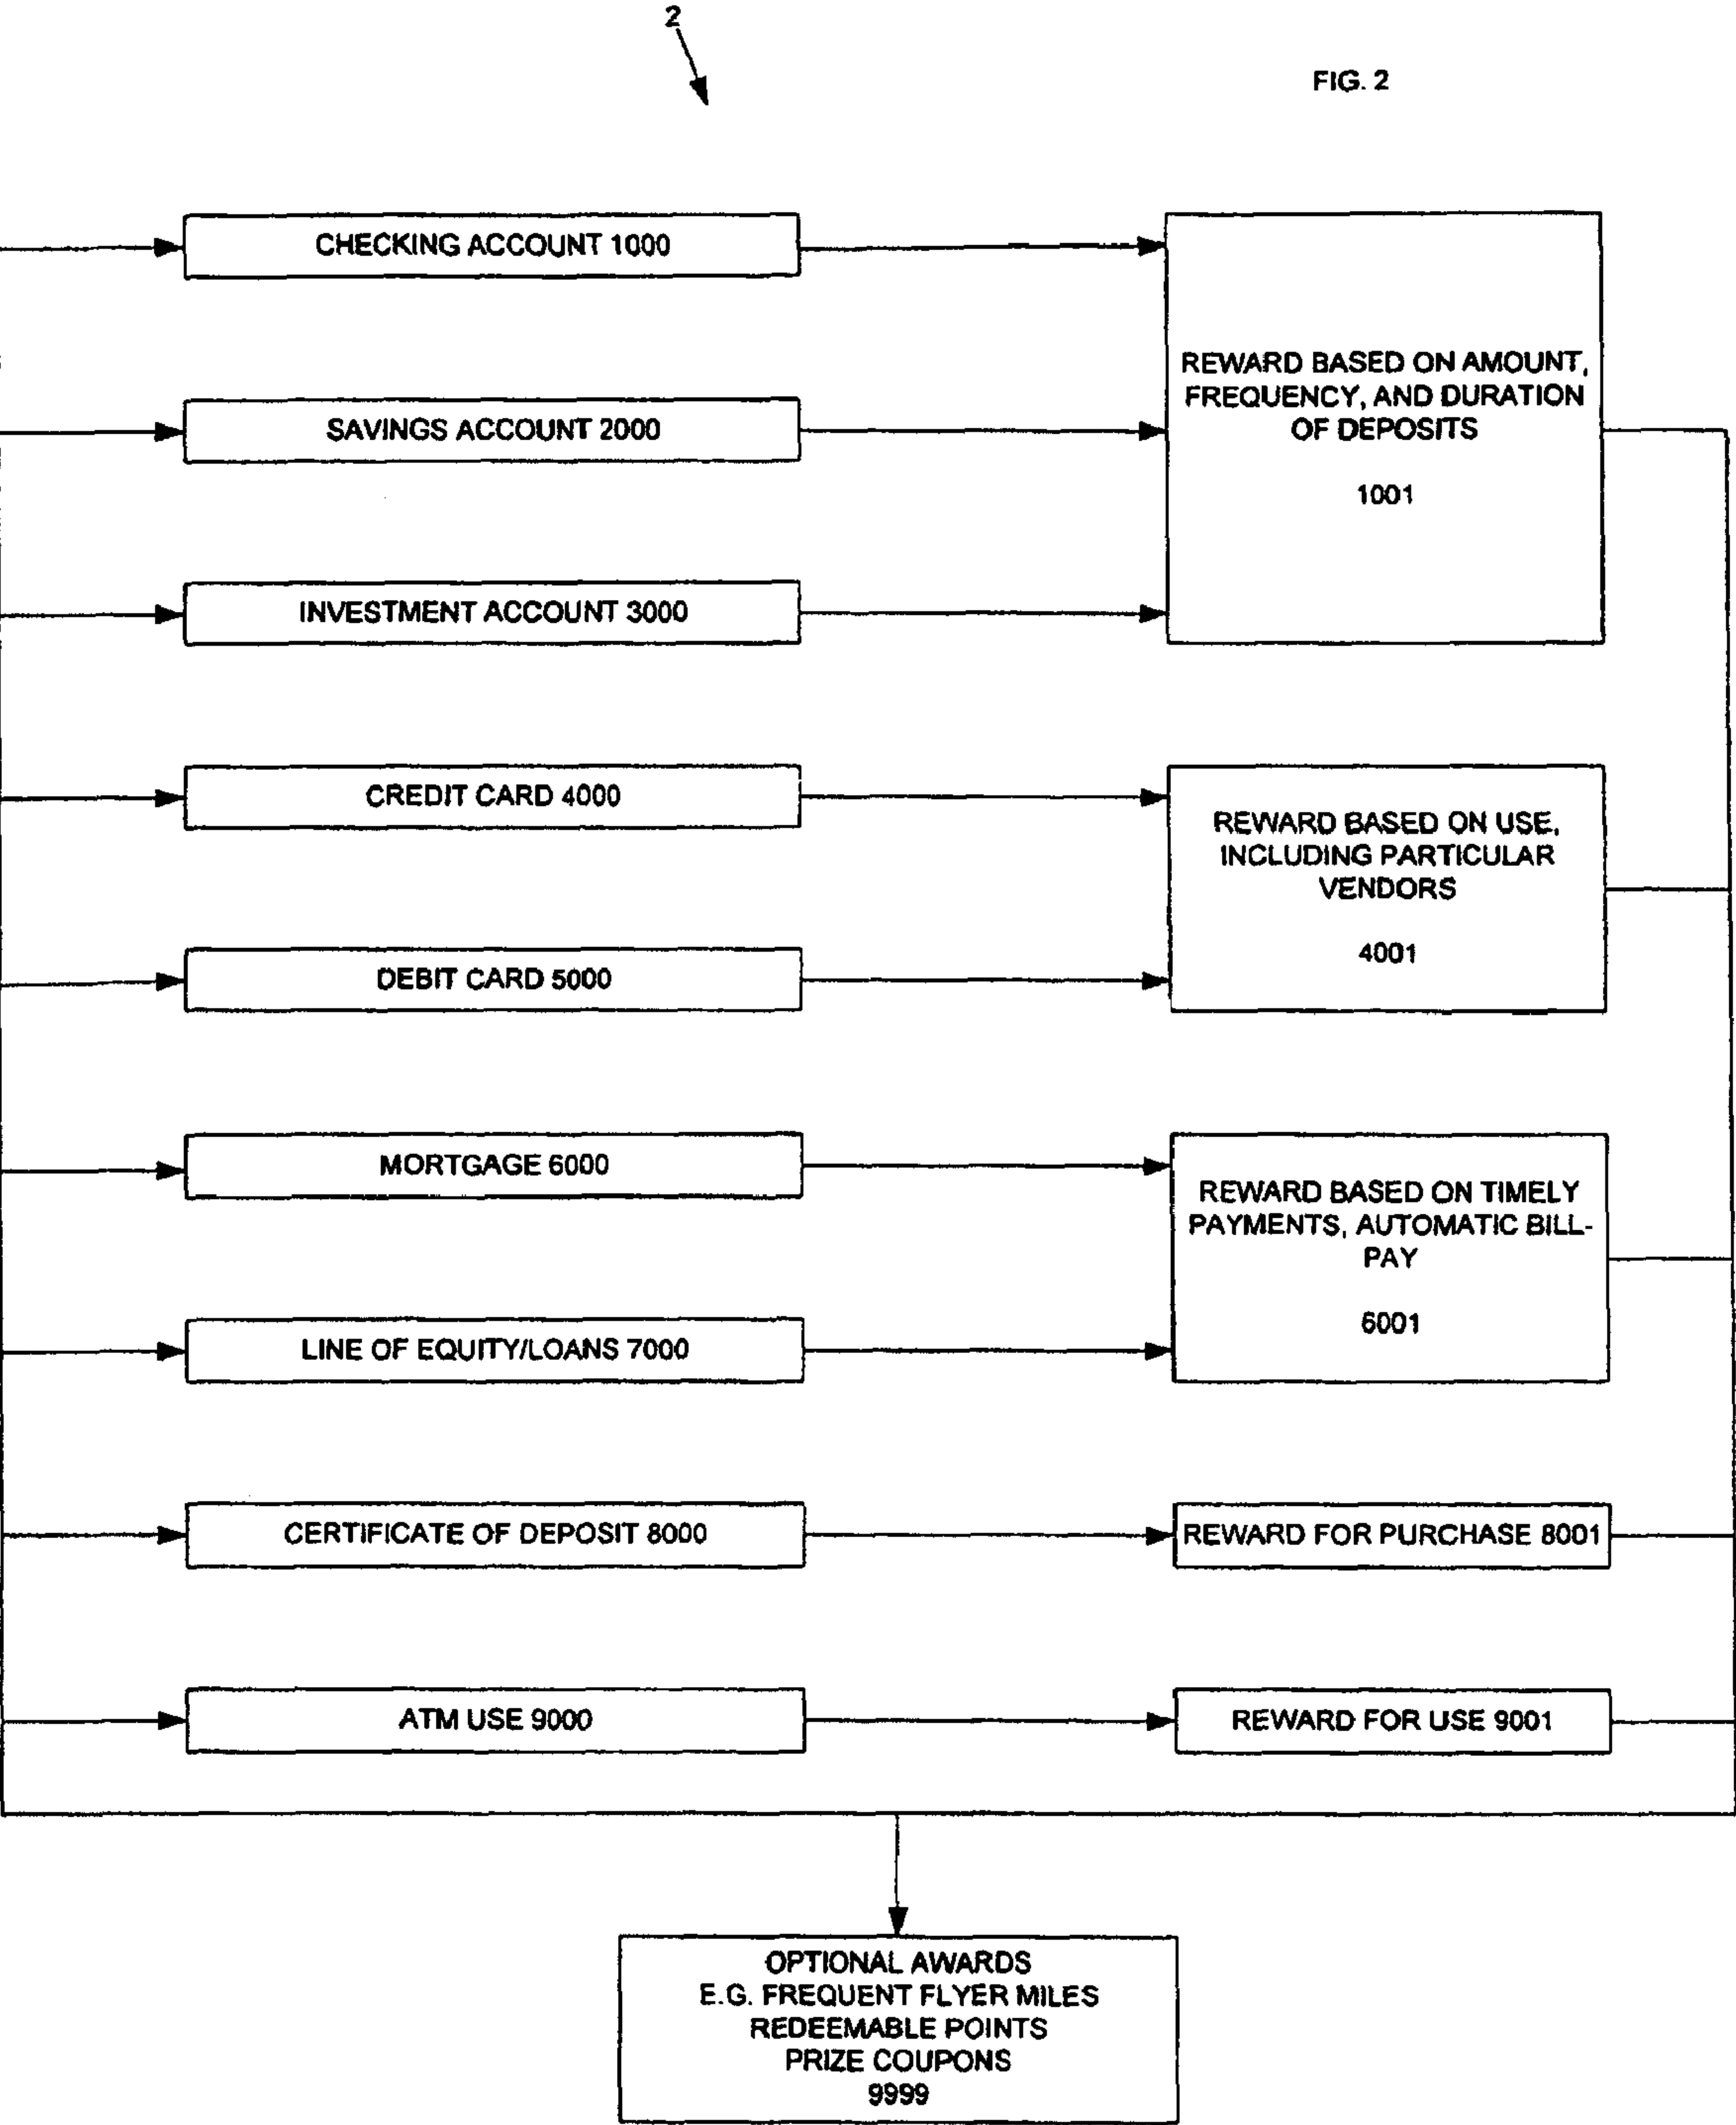 2
FIG. 2
CHECKING ACCOUNT 1000
SAVINGS ACCOUNT 2000
INVESTMENT ACCOUNT 3000
REWARD BASED ON AMOUNT,
FREQUENCY, AND DURATION
OF DEPOSITS
1001
CREDIT CARD 4000
DEBIT CARD 5000
REWARD BASED ON USE,
INCLUDING PARTICULAR
VENDORS
4001
MORTGAGE 6000
LINE OF EQUITY/LOANS 7000
REWARD BASED ON TIMELY
PAYMENTS, AUTOMATIC BILL-
PAY
6001
CERTIFICATE OF DEPOSIT 8000
REWARD FOR PURCHASE 8001
ATM USE 9000
REWARD FOR USE 9001
OPTIONAL AWARDS
E.G. FREQUENT FLYER MILES
REDEEMABLE POINTS
PRIZE COUPONS
9999